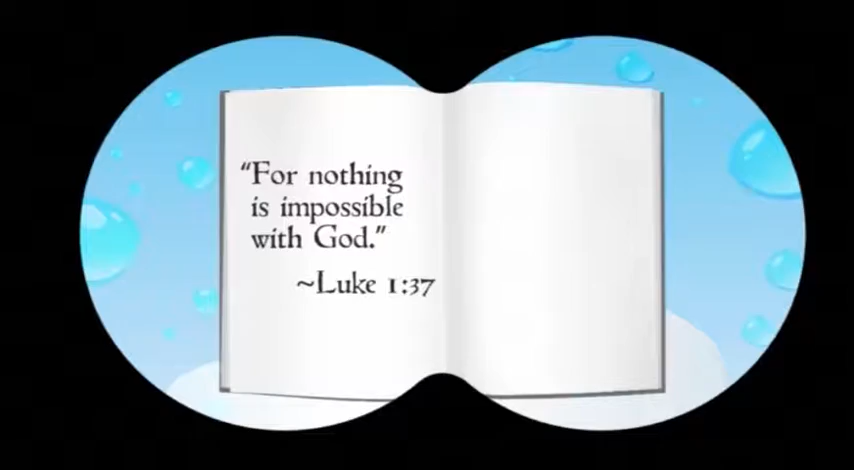 “For nothing
is impossible
with God.”
~Luke 1:37